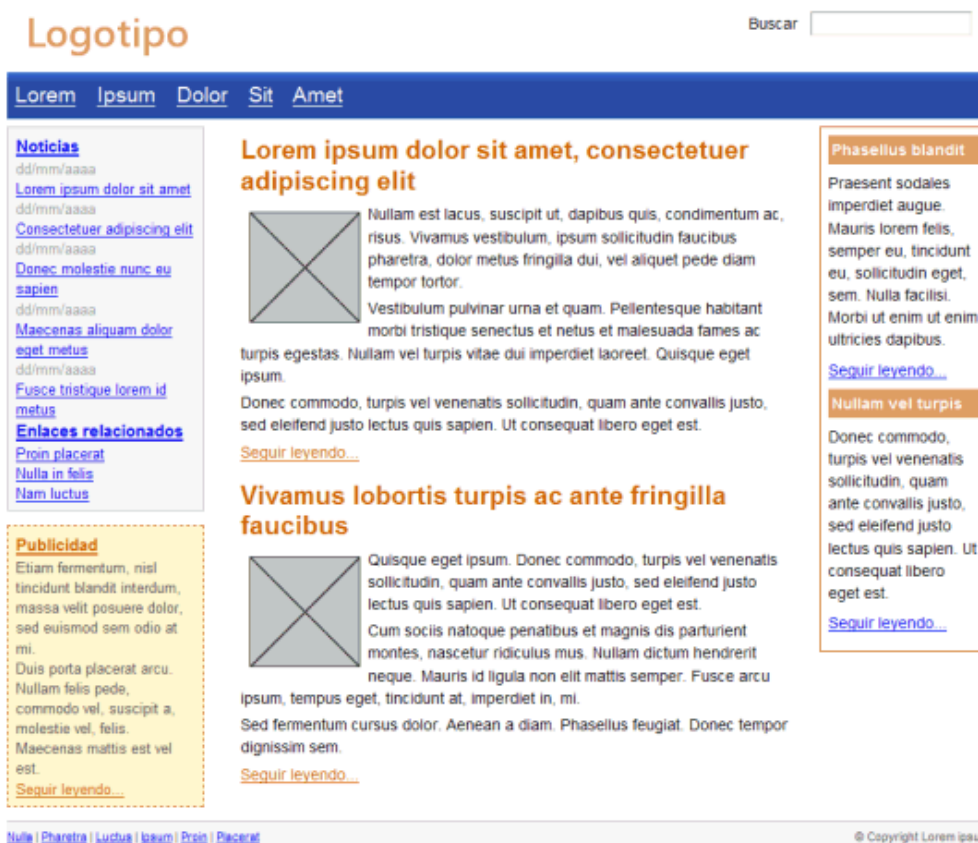 Logotipo
Buscar
Lorem Ipsum Dolor Sit Amet
Noticias
dd/mm/aaaa
Lorem ipsum dolor sit amet
dd/mm/aaaa
Consectetuer adipiscing elit
dd/mm/aaaa
Donec molestie nunc eu
sapien
dd/mm/aaaa
Maecenas aliquam dolor
eget metus
dd/mm/aaaa
Fusce tristique lorem id
metus
Enlaces relacionados
Proin placerat
Nulla in felis
Nam luctus
Publicidad
Etiam fermentum, nisl
tincidunt blandit interdum,
massa velit posuere dolor,
sed euismod sem odio at
mi.
Duis porta placerat arcu.
Nullam felis pede,
commodo vel, suscipit a,
molestie vel, felis.
Maecenas mattis est vel
est.
Seguir leyendo...
Lorem ipsum dolor sit amet, consectetuer
adipiscing elit
Nullam est lacus, suscipit ut, dapibus quis, condimentum ac,
risus. Vivamus vestibulum, ipsum sollicitudin faucibus
pharetra, dolor metus fringilla dui, vel aliquet pede diam
tempor tortor.
Vestibulum pulvinar urna et quam. Pellentesque habitant
morbi tristique senectus et netus et malesuada fames ac
turpis egestas. Nullam vel turpis vitae dui imperdiet laoreet. Quisque eget
ipsum.
Donec commodo, turpis vel venenatis sollicitudin, quam ante convallis justo,
sed eleifend justo lectus quis sapien. Ut consequat libero eget est.
Seguir leyendo...
Vivamus lobortis turpis ac ante fringilla
faucibus
Quisque eget ipsum. Donec commodo, turpis vel venenatis
sollicitudin, quam ante convallis justo, sed eleifend justo
lectus quis sapien. Ut consequat libero eget est.
Cum sociis natoque penatibus et magnis dis parturient
montes, nascetur ridiculus mus. Nullam dictum hendrerit
neque. Mauris id ligula non elit mattis semper. Fusce arcu
ipsum, tempus eget, tincidunt at, imperdiet in, mi.
Sed fermentum cursus dolor. Aenean a diam. Phasellus feugiat. Donec tempor
dignissim sem.
Seguir leyendo...
Phasellus blandit
Praesent sodales
imperdiet augue.
Mauris lorem felis,
semper eu, tincidunt
eu, sollicitudin eget,
sem. Nulla facilisi.
Morbi ut enim ut enim
ultricies dapibus.
Seguir leyendo...
Nullam vel turpis
Donec commodo,
turpis vel venenatis
sollicitudin, quam
ante convallis justo,
sed eleifend justo
lectus quis sapien. Ut
consequat libero
eget est.
Seguir leyendo...
Nulla | Pharetra | Luctus | Ipsum | Proin | Placerat
© Copyright Lorem ipsu